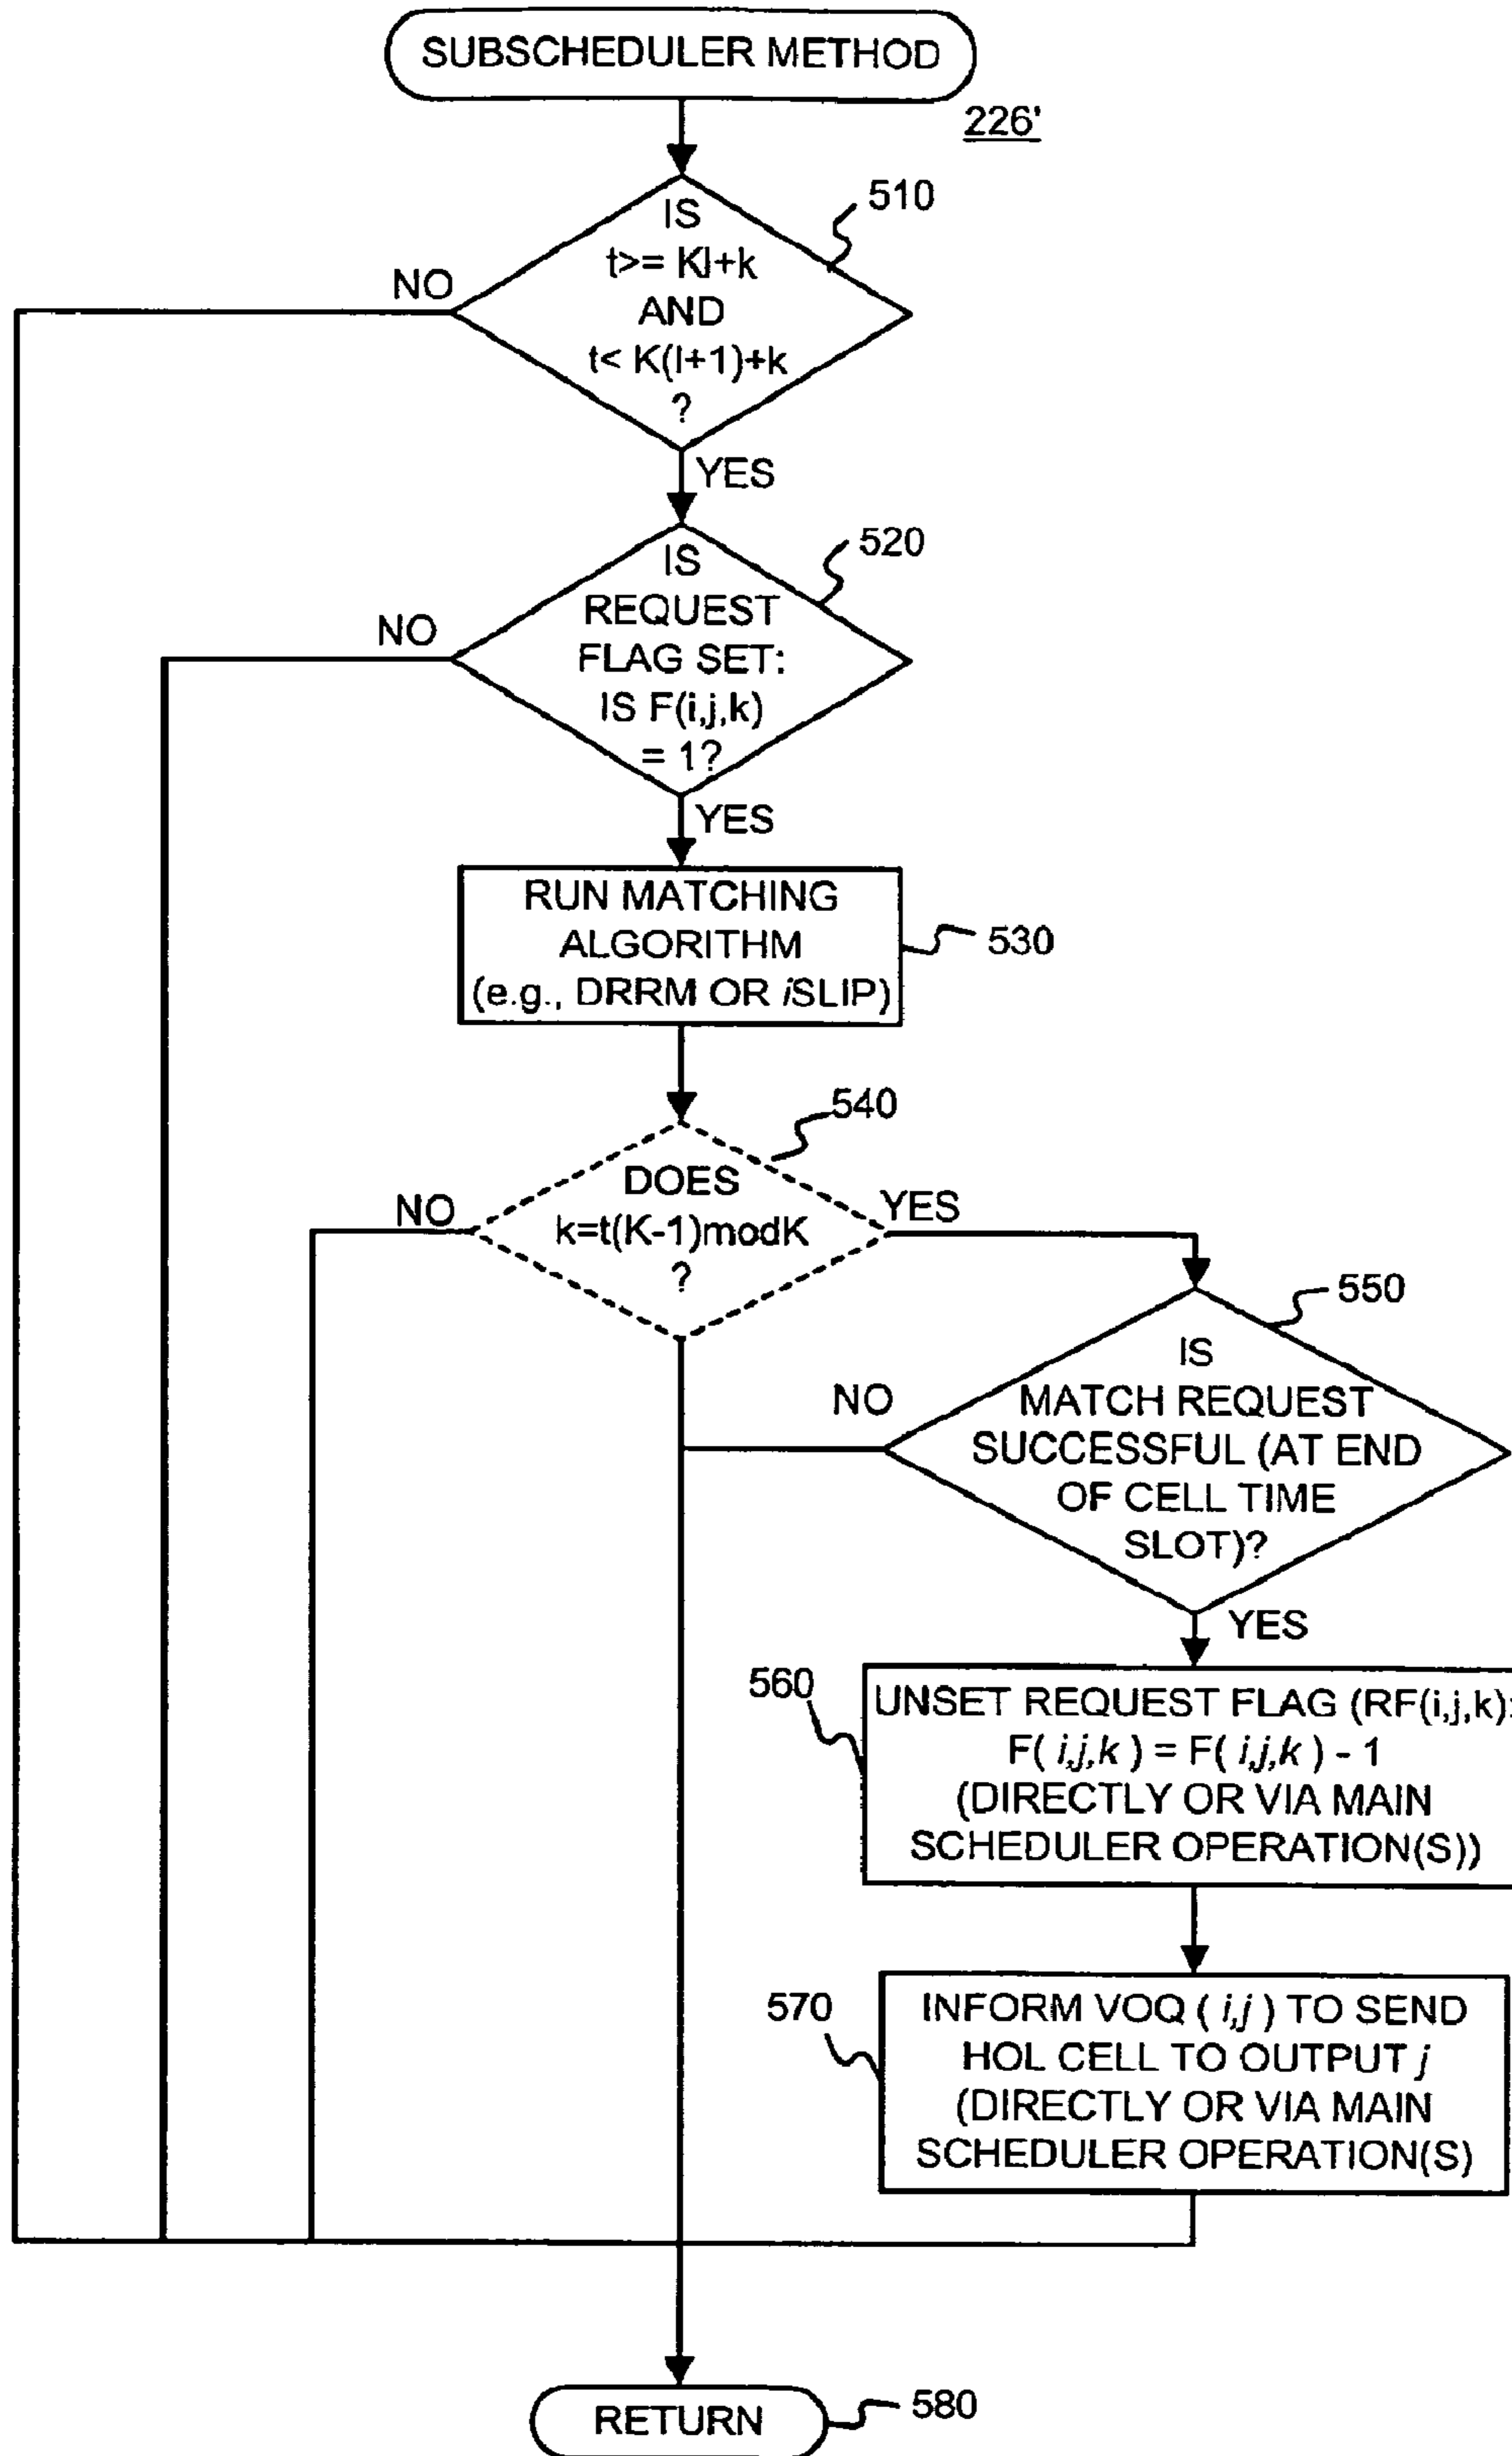 SUBSCHEDULER METHOD
226'
IS
t>= Kl+k
AND
t< K(l+1)+k
?
510
NO
YES
IS
REQUEST
FLAG SET:
IS F(i,j,k)
= 1?
520
NO
YES
RUN MATCHING
ALGORITHM
(e.g., DRRM OR iSLIP)
530
DOES
k=t(K-1)modK
?
540
NO
YES
IS
MATCH REQUEST
SUCCESSFUL (AT END
OF CELL TIME
SLOT)?
550
NO
YES
560
UNSET REQUEST FLAG (RF(i,j,k):
F( i,j,k ) = F( i,j,k ) - 1
(DIRECTLY OR VIA MAIN
SCHEDULER OPERATION(S))
570
INFORM VOQ ( i,j ) TO SEND
HOL CELL TO OUTPUT j
(DIRECTLY OR VIA MAIN
SCHEDULER OPERATION(S)
RETURN
580